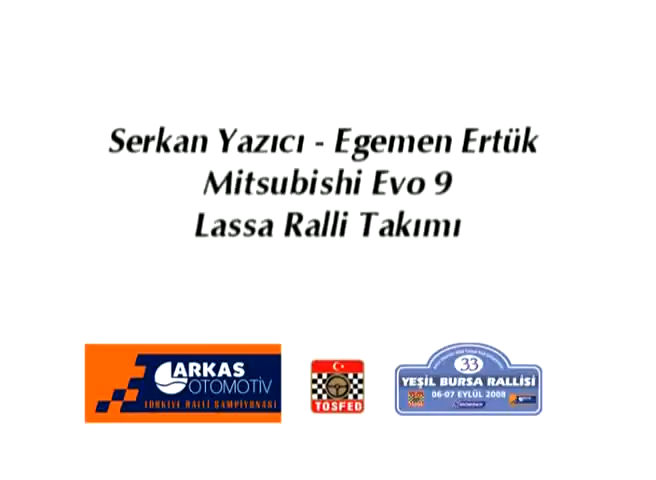 Serkan Yazıcı - Egemen Ertük
Mitsubishi Evo 9
Lassa Ralli Takımı
ARKAS
OTOMOTİV
TÜRKİYE RALLİ ŞAMPİYONASI
TOSFED
33
YEŞİL BURSA RALLİSİ
06-07 EYLÜL 2008